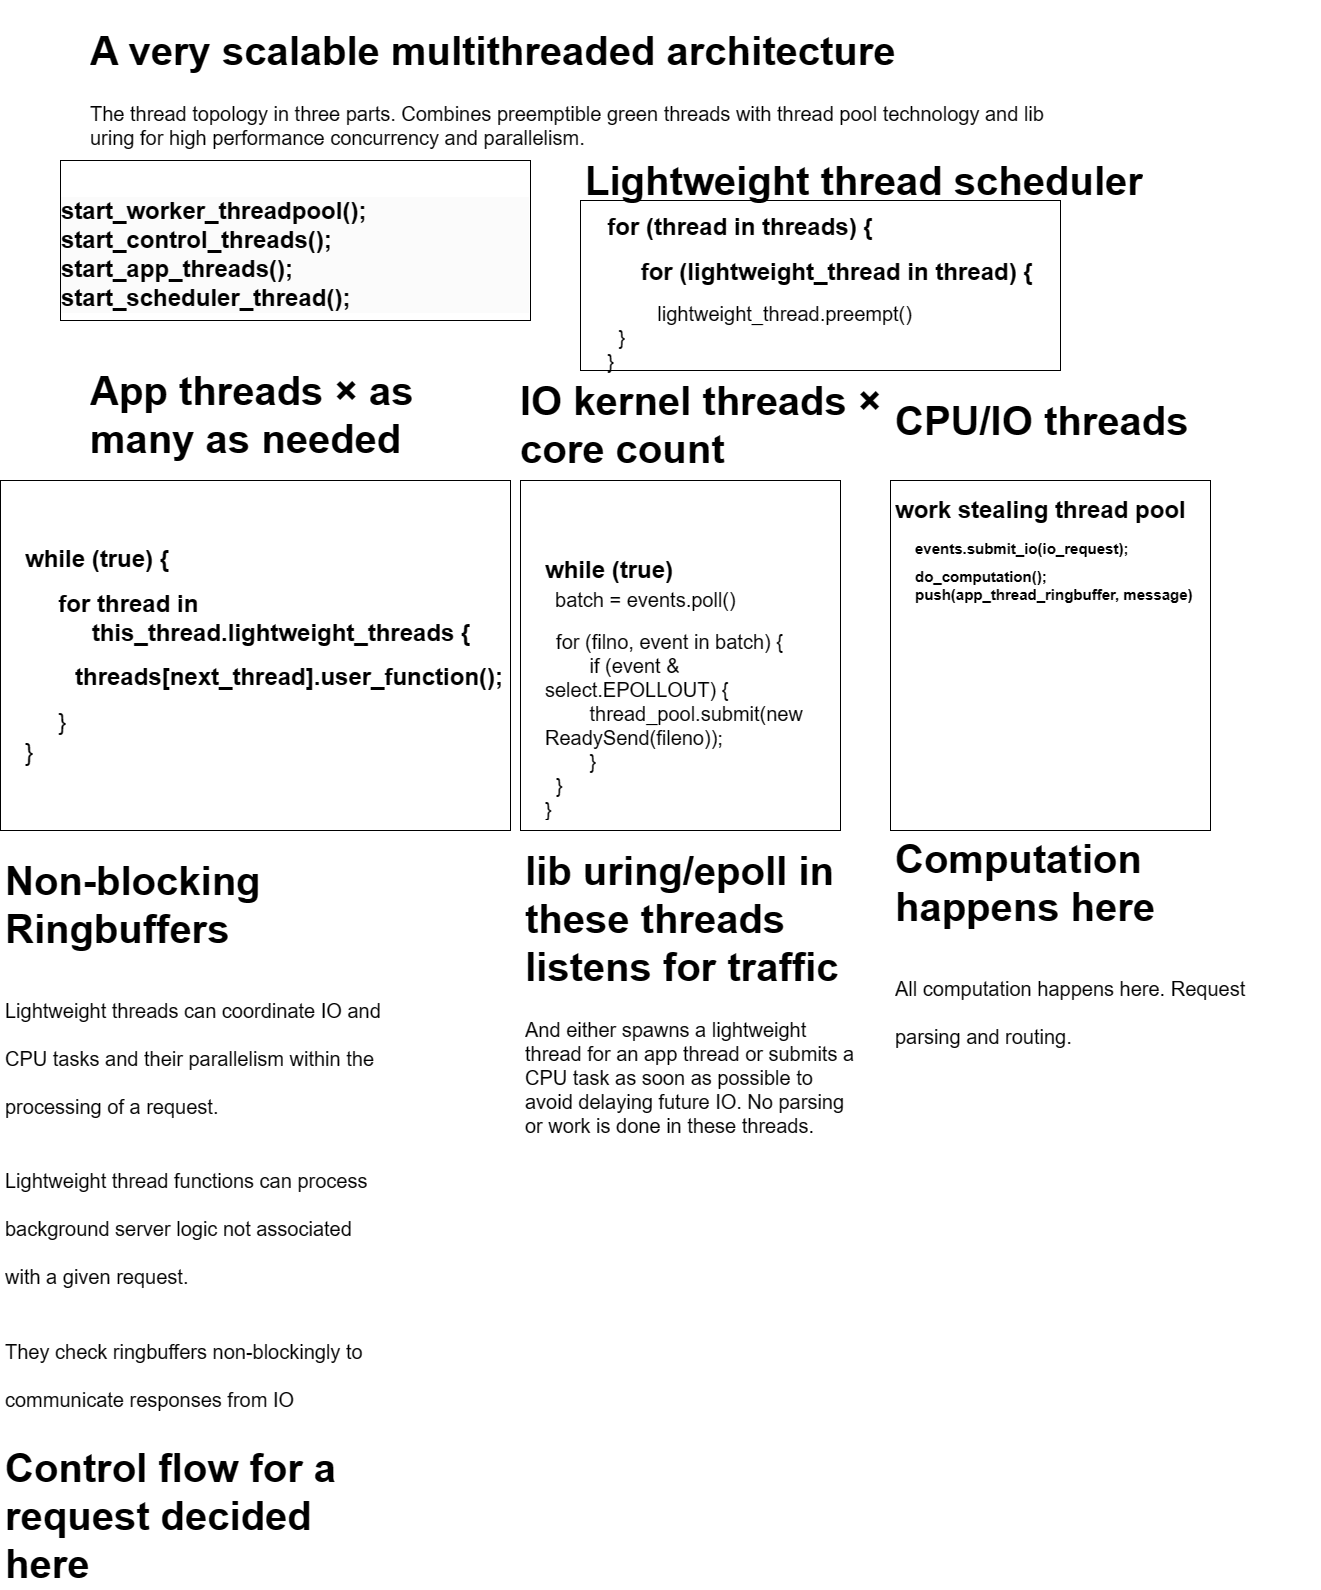 A very scalable multithreaded architecture
The thread topology in three parts. Combines preemptible green threads with thread pool technology and lib
uring for high performance concurrency and parallelism.
start_worker_threadpool();
start_control_threads();
start_app_threads();
start_scheduler_thread();
Lightweight thread scheduler
for (thread in threads) {
for (lightweight_thread in thread) {
lightweight_thread.preempt()
}
}
App threads × as
many as needed
while (true) {
for thread in
this_thread.lightweight_threads {
threads[next_thread].user_function();
}
}
Non-blocking
Ringbuffers
Lightweight threads can coordinate IO and
CPU tasks and their parallelism within the
processing of a request.
Lightweight thread functions can process
background server logic not associated
with a given request.
They check ringbuffers non-blockingly to
communicate responses from IO
Control flow for a
request decided
here
IO kernel threads ×
core count
while (true)
batch = events.poll()
for (filno, event in batch) {
if (event &
select.EPOLLOUT) {
thread_pool.submit(new
ReadySend(fileno));
}
}
}
lib uring/epoll in
these threads
listens for traffic
And either spawns a lightweight
thread for an app thread or submits a
CPU task as soon as possible to
avoid delaying future IO. No parsing
or work is done in these threads.
CPU/IO threads
work stealing thread pool
events.submit_io(io_request);
do_computation();
push(app_thread_ringbuffer, message)
Computation
happens here
All computation happens here. Request
parsing and routing.